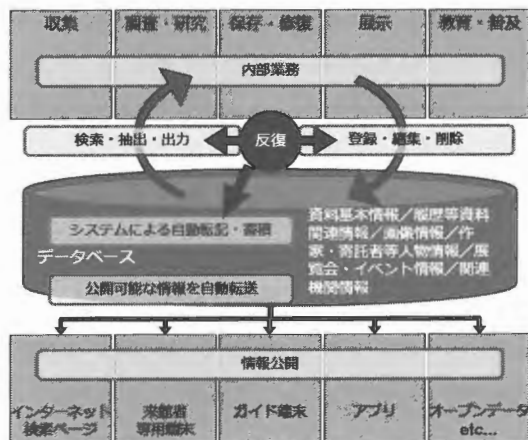 収集
調査・研究
保存・修復
展示
教育・普及
内部業務
検索・抽出・出力
反復
登録・編集・削除
システムによる自動転記・蓄積
データベース
資料基本情報／履歴等資料
関連情報／画像情報／作
家・寄託者等人物情報／展
覧会・イベント情報／関連
機関情報
公開可能な情報を自動転送
情報公開
インターネット
検索ページ
来館省
専用端末
ガイド端末
アプリ
オープンデータ
etc...